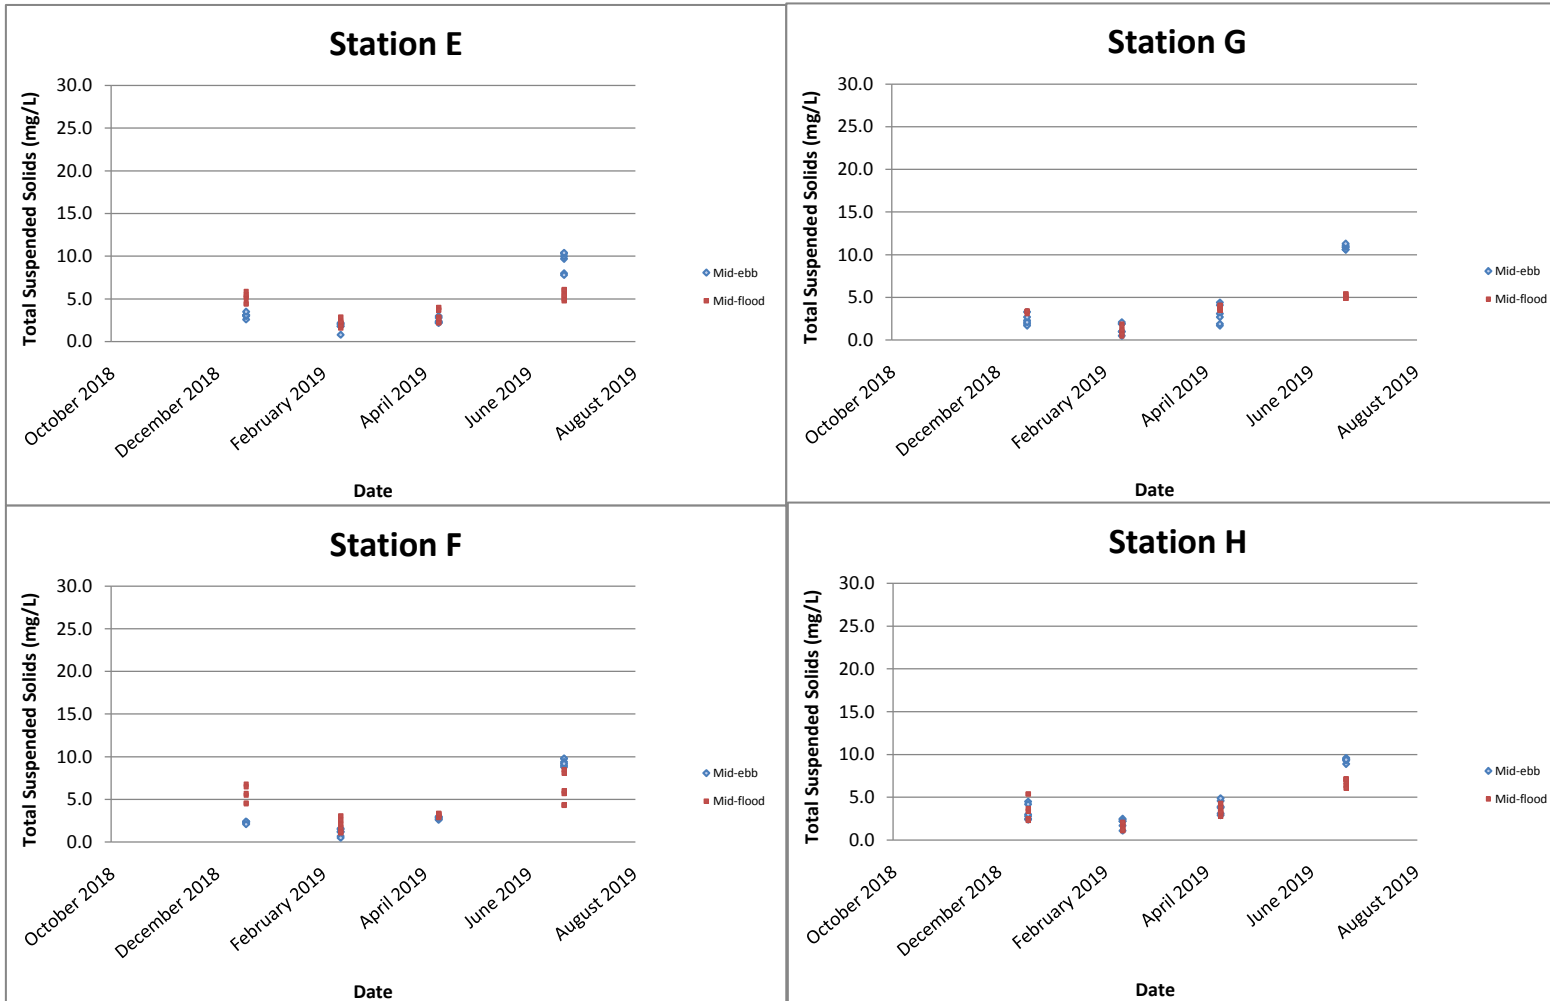 Station E
Total Suspended Solids (mg/L)
30.0
25.0
20.0
15.0
10.0
5.0
0.0
October 2018
December 2018
February 2019
April 2019
June 2019
August 2019
Date
Mid-ebb
Mid-flood
Station G
Total Suspended Solids (mg/L)
30.0
25.0
20.0
15.0
10.0
5.0
0.0
October 2018
December 2018
February 2019
April 2019
June 2019
August 2019
Date
Mid-ebb
Mid-flood
Station F
Total Suspended Solids (mg/L)
30.0
25.0
20.0
15.0
10.0
5.0
0.0
October 2018
December 2018
February 2019
April 2019
June 2019
August 2019
Date
Mid-ebb
Mid-flood
Station H
Total Suspended Solids (mg/L)
30.0
25.0
20.0
15.0
10.0
5.0
0.0
October 2018
December 2018
February 2019
April 2019
June 2019
August 2019
Date
Mid-ebb
Mid-flood